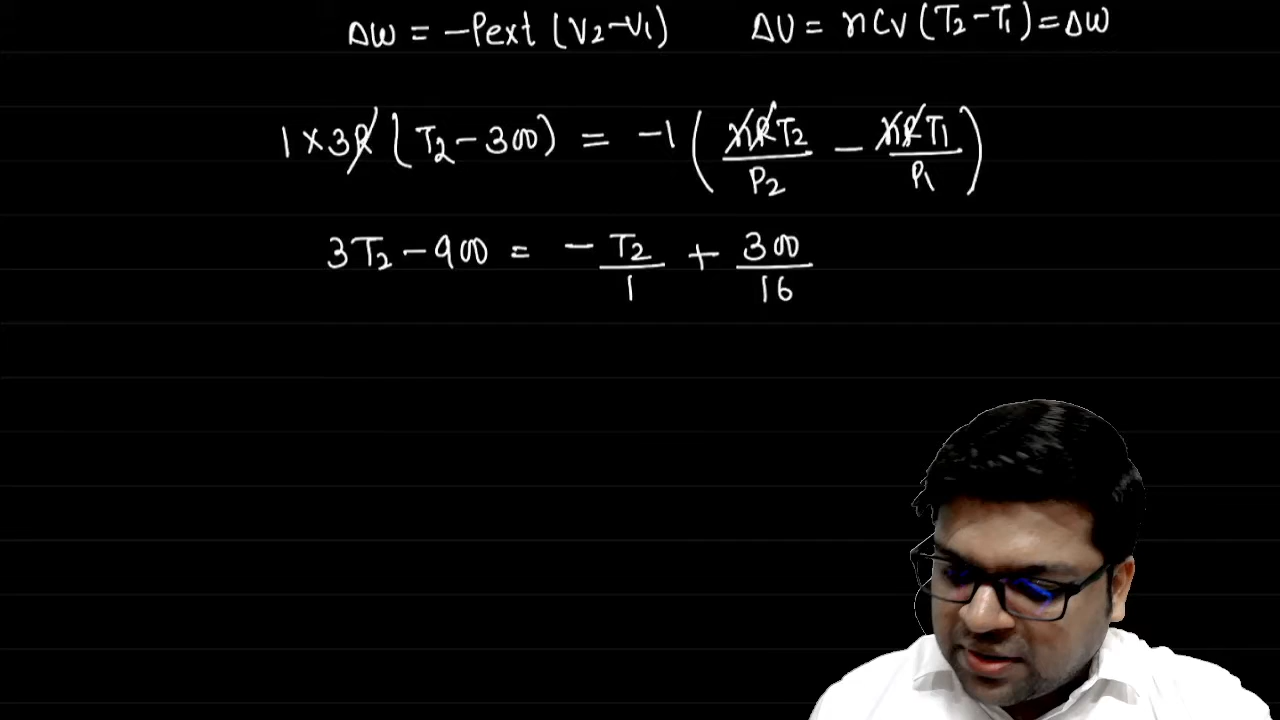 ΔW = -Pext (V2-V1) ΔU = nCv (T2-T1) = ΔW
1 × 3R (T2 - 300) = -1 (nRT2/P2 - nRT1/P1)
3T2 - 900 = - T2/1 + 300/16